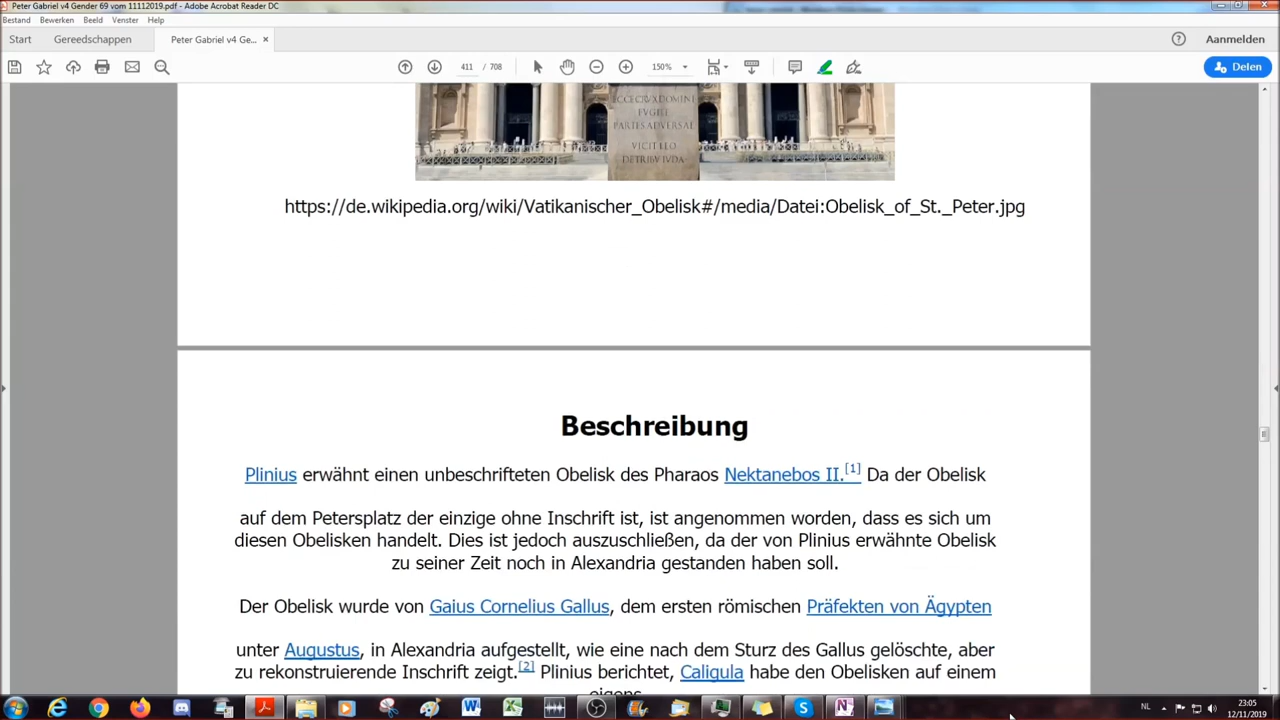 Peter Gabriel v4 Gender 69 vom 11112019.pdf - Adobe Acrobat Reader DC
Bestand Bewerken Beeld Venster Help
Start Gereedschappen Peter Gabriel v4 Ge... × Aanmelden
411 / 708 150% Delen
ECCE CRVX DOMINI
FVGITE
PARTES ADVERSAE
VICIT LEO
DE TRIBV IVDA
https://de.wikipedia.org/wiki/Vatikanischer_Obelisk#/media/Datei:Obelisk_of_St._Peter.jpg
Beschreibung
Plinius erwähnt einen unbeschrifteten Obelisk des Pharaos Nektanebos II.[1] Da der Obelisk
auf dem Petersplatz der einzige ohne Inschrift ist, ist angenommen worden, dass es sich um
diesen Obelisken handelt. Dies ist jedoch auszuschließen, da der von Plinius erwähnte Obelisk
zu seiner Zeit noch in Alexandria gestanden haben soll.
Der Obelisk wurde von Gaius Cornelius Gallus, dem ersten römischen Präfekten von Ägypten
unter Augustus, in Alexandria aufgestellt, wie eine nach dem Sturz des Gallus gelöschte, aber
zu rekonstruierende Inschrift zeigt.[2] Plinius berichtet, Caligula habe den Obelisken auf einem
eigens
NL 23:05
12/11/2019